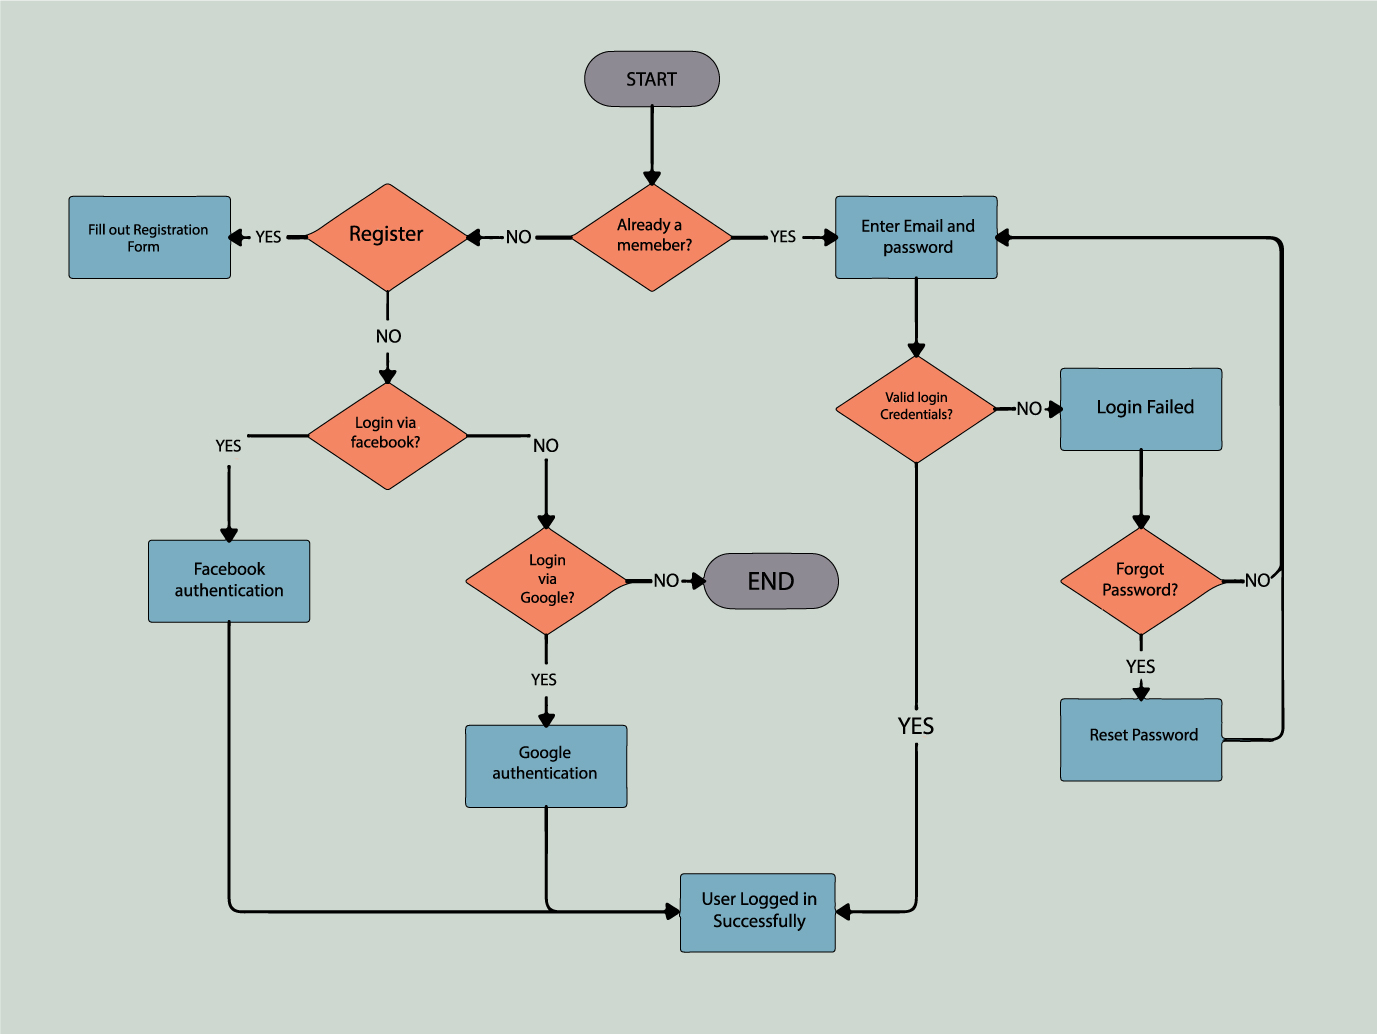 START
Fill out Registration
Form
YES
Register
NO
Already a
memeber?
YES
Enter Email and
password
NO
Login via
facebook?
YES
NO
Valid login
Credentials?
NO
Login Failed
Facebook
authentication
Login
via
Google?
NO
END
Forgot
Password?
NO
YES
YES
Google
authentication
YES
Reset Password
User Logged in
Successfully